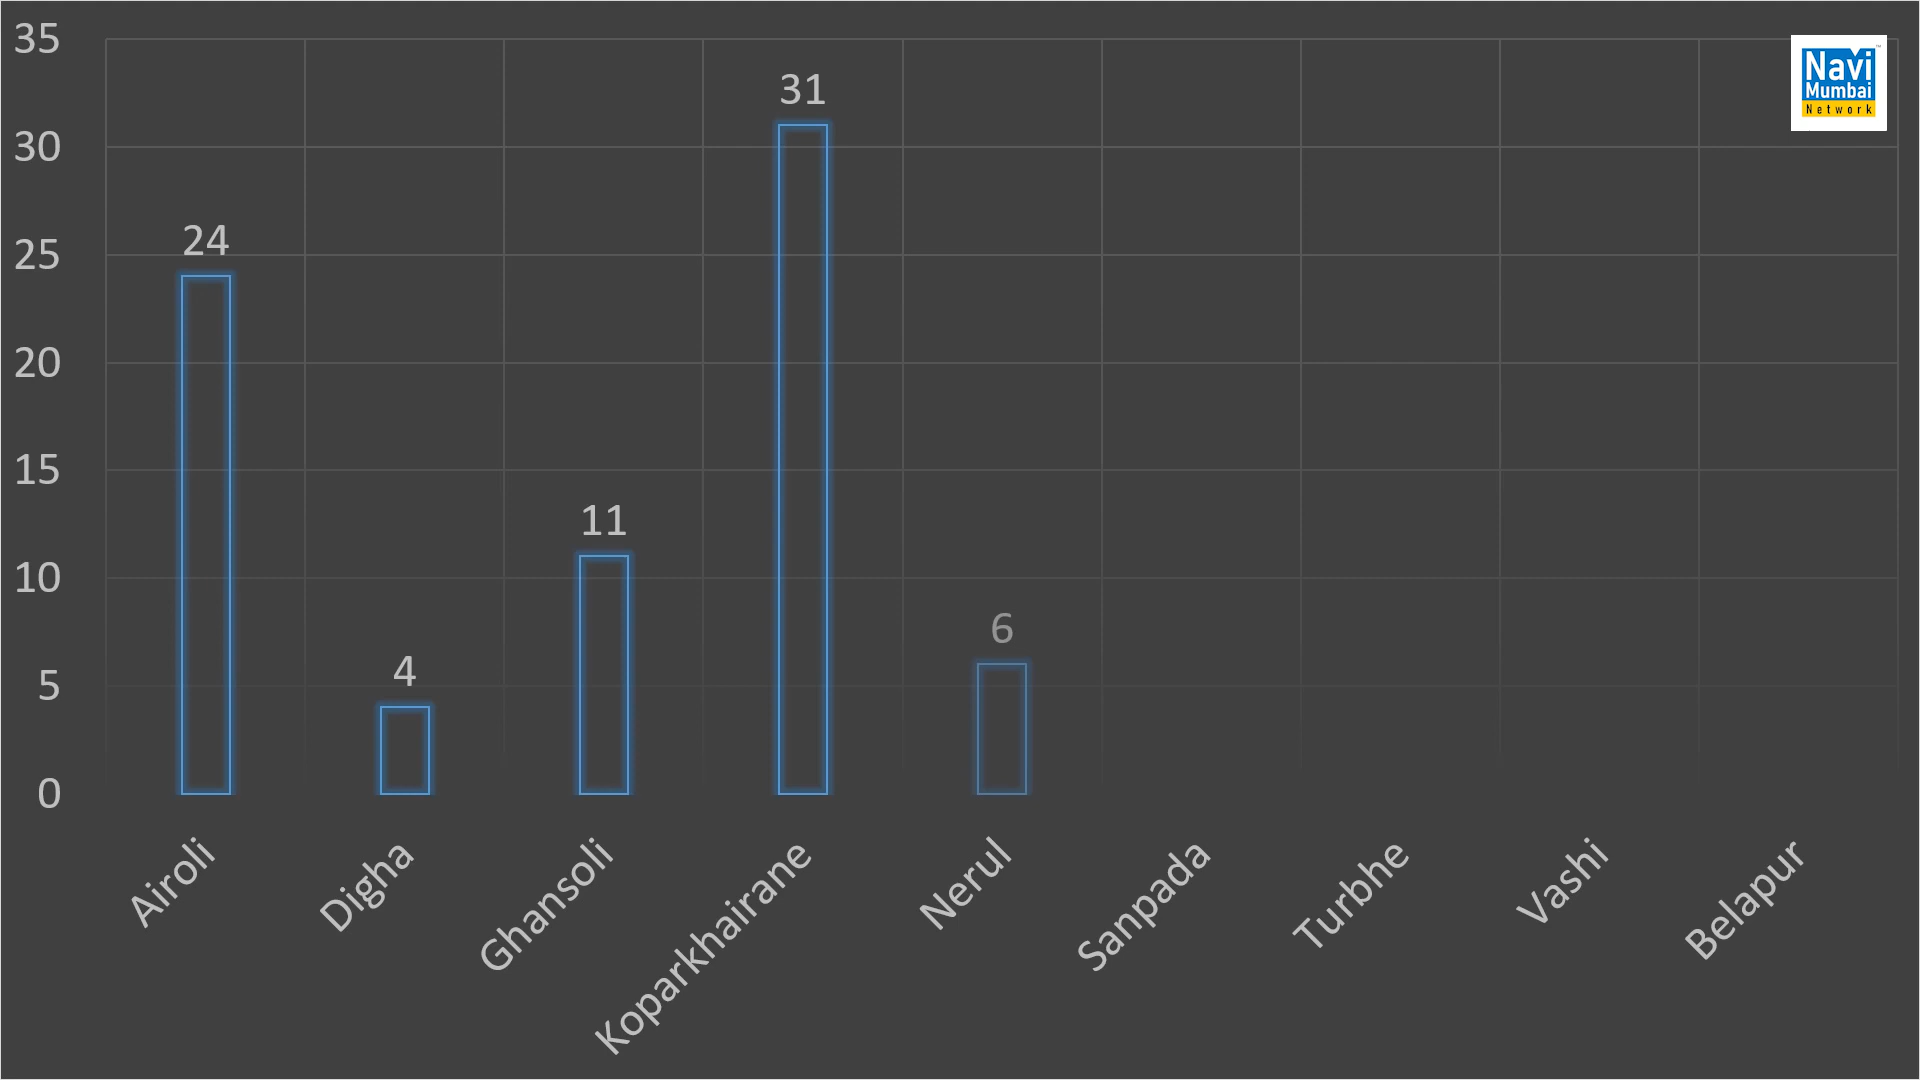 35
30
25
20
15
10
5
0
24
4
11
31
6
Airoli
Digha
Ghansoli
Koparkhairane
Nerul
Sanpada
Turbhe
Vashi
Belapur
Navi
Mumbai
Network